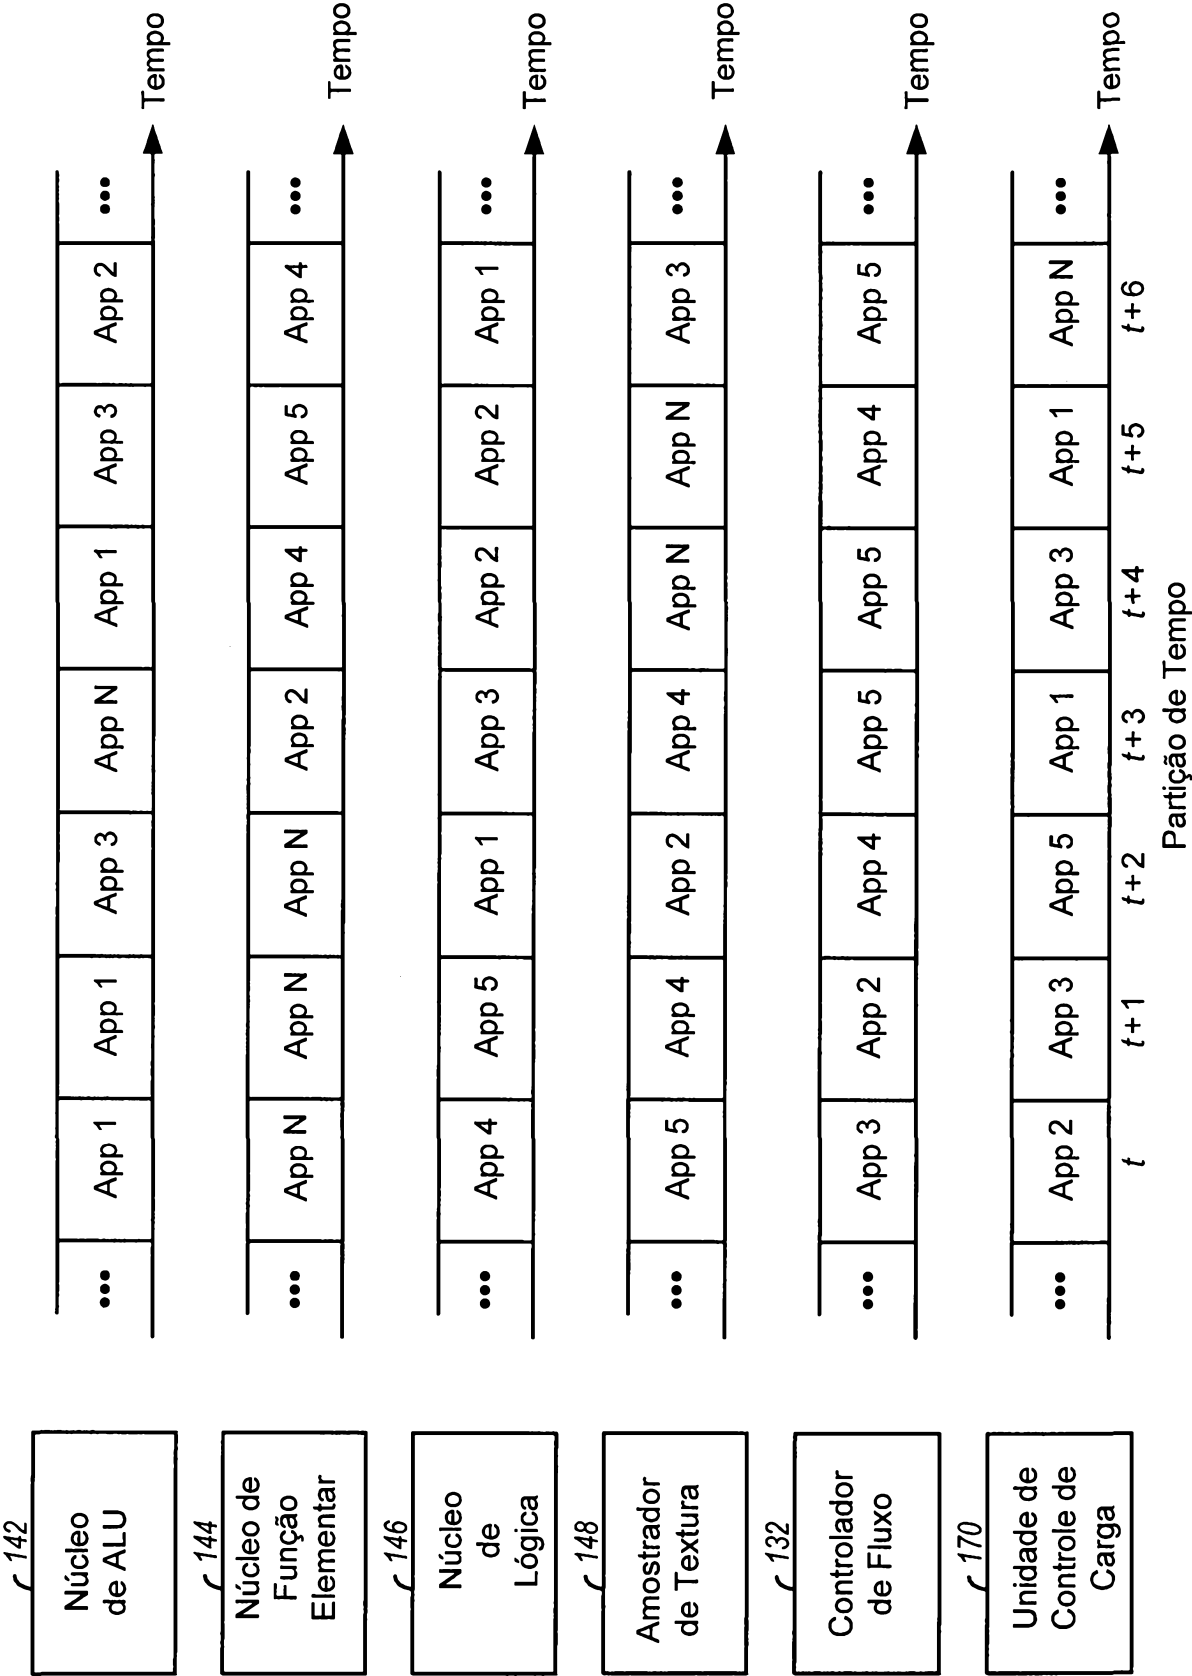 142
Núcleo
de ALU
••• App 1 App 1 App 3 App N App 1 App 3 App 2 •••
Tempo
144
Núcleo de
Função
Elementar
••• App N App N App N App 2 App 4 App 5 App 4 •••
Tempo
146
Núcleo
de
Lógica
••• App 4 App 5 App 1 App 3 App 2 App 2 App 1 •••
Tempo
148
Amostrador
de Textura
••• App 5 App 4 App 2 App 4 App N App N App 3 •••
Tempo
132
Controlador
de Fluxo
••• App 3 App 2 App 4 App 5 App 5 App 4 App 5 •••
Tempo
170
Unidade de
Controle de
Carga
••• App 2 App 3 App 5 App 1 App 3 App 1 App N •••
Tempo
t t+1 t+2 t+3 t+4 t+5 t+6
Partição de Tempo